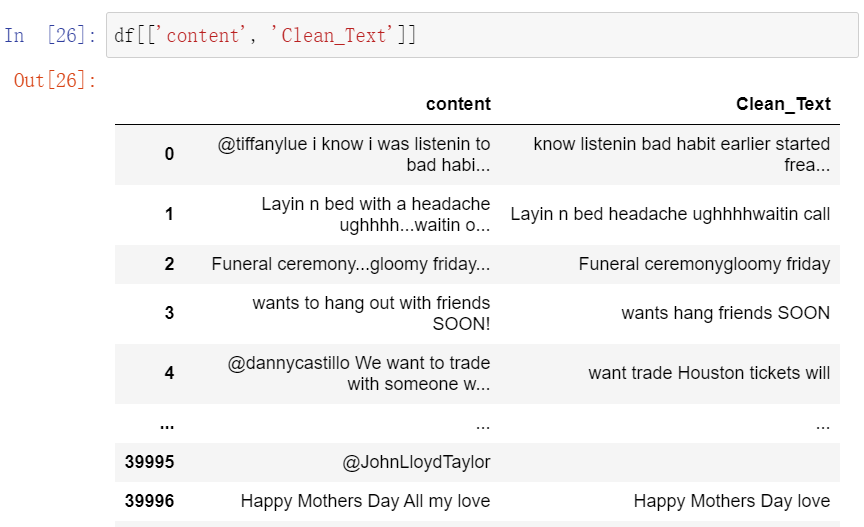 In [26]: df[['content', 'Clean_Text']]
Out[26]:
content Clean_Text
0 @tiffanylue i know i was listenin to bad habi... know listenin bad habit earlier started frea...
1 Layin n bed with a headache ughhhh...waitin o... Layin n bed headache ughhhhwaitin call
2 Funeral ceremony...gloomy friday... Funeral ceremonygloomy friday
3 wants to hang out with friends SOON! wants hang friends SOON
4 @dannycastillo We want to trade with someone w... want trade Houston tickets will
... ... ...
39995 @JohnLloydTaylor
39996 Happy Mothers Day All my love Happy Mothers Day love